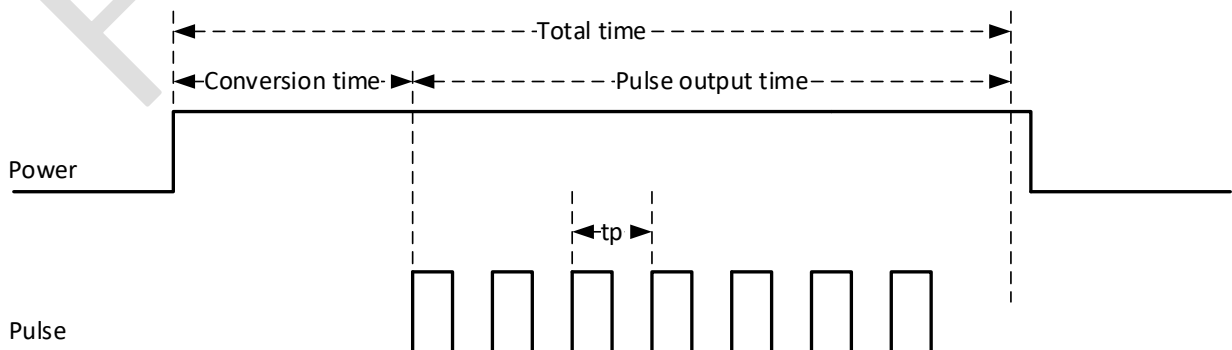 Total time
Conversion time
Pulse output time
Power
tp
Pulse